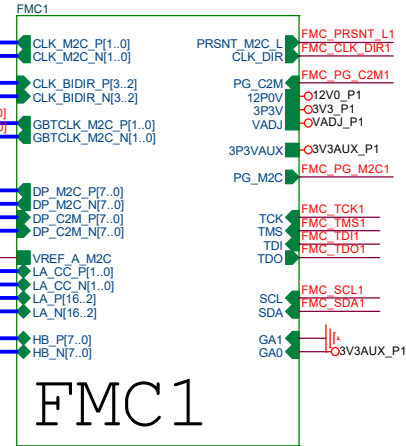 FMC1
CLK_M2C_P[1..0] PRSNT_M2C_L FMC_PRSNT_L1
CLK_M2C_N[1..0] CLK_DIR FMC_CLK_DIR1
CLK_BIDIR_P[3..2] PG_C2M FMC_PG_C2M1
CLK_BIDIR_N[3..2] 12P0V 12V0_P1
3P3V 3V3_P1
GBTCLK_M2C_P[1..0] VADJ VADJ_P1
GBTCLK_M2C_N[1..0]
3P3VAUX 3V3AUX_P1
PG_M2C FMC_PG_M2C1
DP_M2C_P[7..0]
DP_M2C_N[7..0]
DP_C2M_P[7..0] TCK FMC_TCK1
DP_C2M_N[7..0] TMS FMC_TMS1
TDI FMC_TDI1
VREF_A_M2C TDO FMC_TDO1
LA_CC_P[1..0]
LA_CC_N[1..0]
LA_P[16..2] SCL FMC_SCL1
LA_N[16..2] SDA FMC_SDA1
HB_P[7..0] GA1
HB_N[7..0] GA0 3V3AUX_P1
FMC1